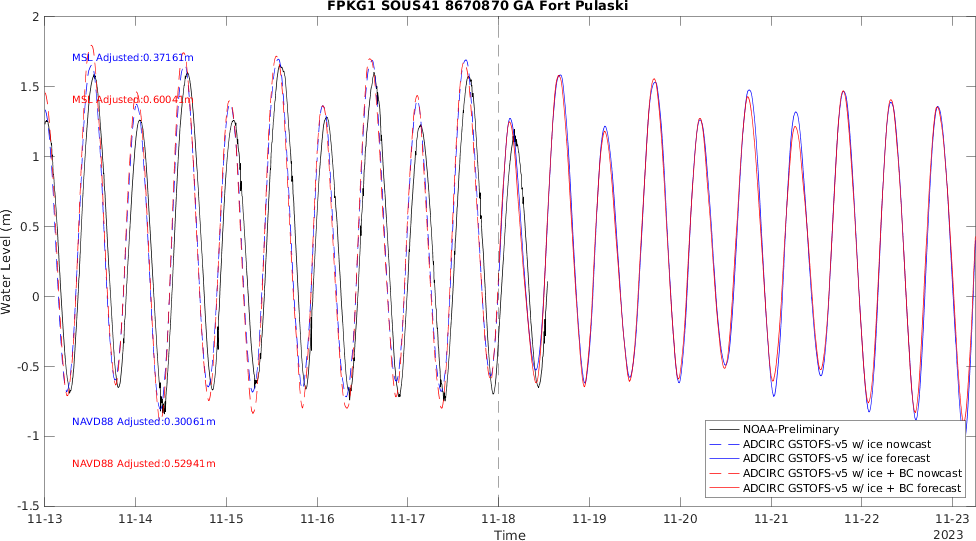 FPKG1 SOUS41 8670870 GA Fort Pulaski
2
1.5
1
0.5
0
-0.5
-1
-1.5
Water Level (m)
MSL Adjusted:0.37161m
MSL Adjusted:0.60041m
NAVD88 Adjusted:0.30061m
NAVD88 Adjusted:0.52941m
NOAA-Preliminary
ADCIRC GSTOFS-v5 w/ ice nowcast
ADCIRC GSTOFS-v5 w/ ice forecast
ADCIRC GSTOFS-v5 w/ ice + BC nowcast
ADCIRC GSTOFS-v5 w/ ice + BC forecast
11-13 11-14 11-15 11-16 11-17 11-18 11-19 11-20 11-21 11-22 11-23
Time
2023